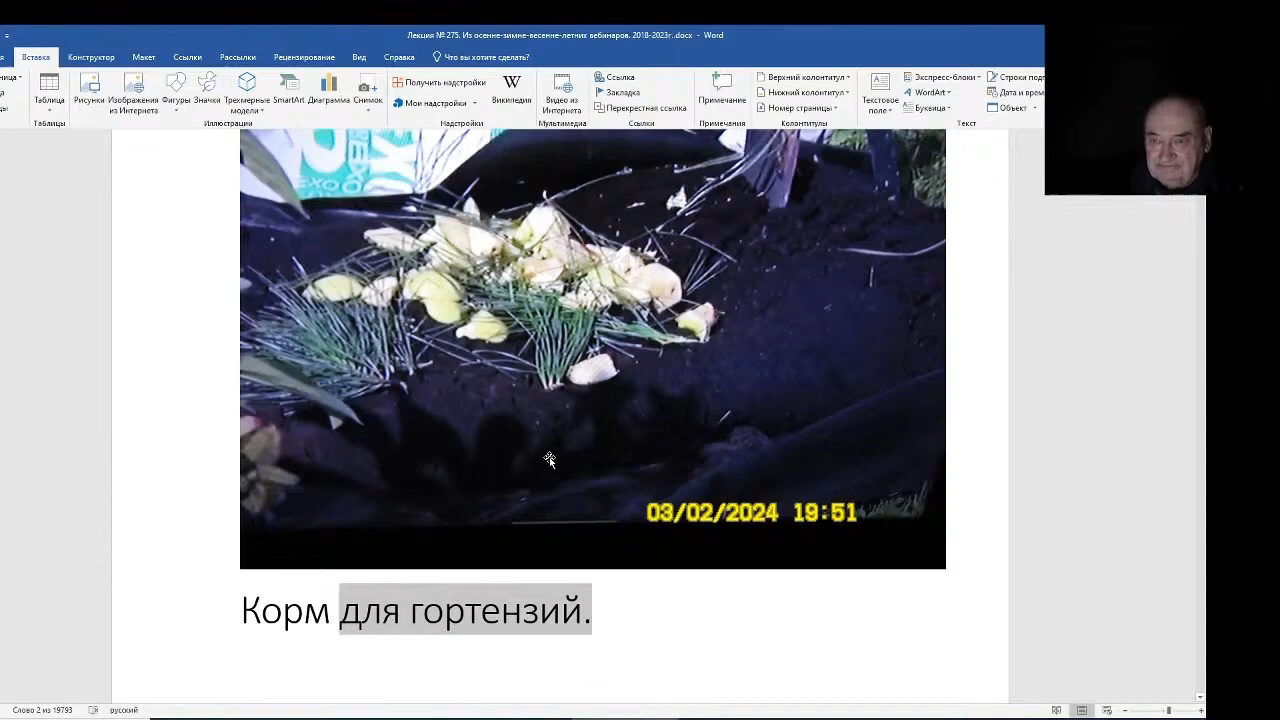 Лекция № 275. Из осенне-зимне-весенне-летних вебинаров. 2018-2023г..docx - Word
Вставка Конструктор Макет Ссылки Рассылки Рецензирование Вид Справка Что вы хотите сделать?
Таблица
Таблицы
Рисунки
Изображения из Интернета
Фигуры
Значки
Трехмерные модели
SmartArt
Диаграмма
Снимок
Иллюстрации
Получить надстройки
Мои надстройки
Википедия
Надстройки
Видео из Интернета
Мультимедиа
Ссылка
Закладка
Перекрестная ссылка
Ссылки
Примечание
Примечания
Верхний колонтитул
Нижний колонтитул
Номер страницы
Колонтитулы
Текстовое поле
Экспресс-блоки
WordArt
Буквица
Дата и врем
Объект
Текст
03/02/2024 19:51
Корм для гортензий.
Слово 2 из 19793 русский